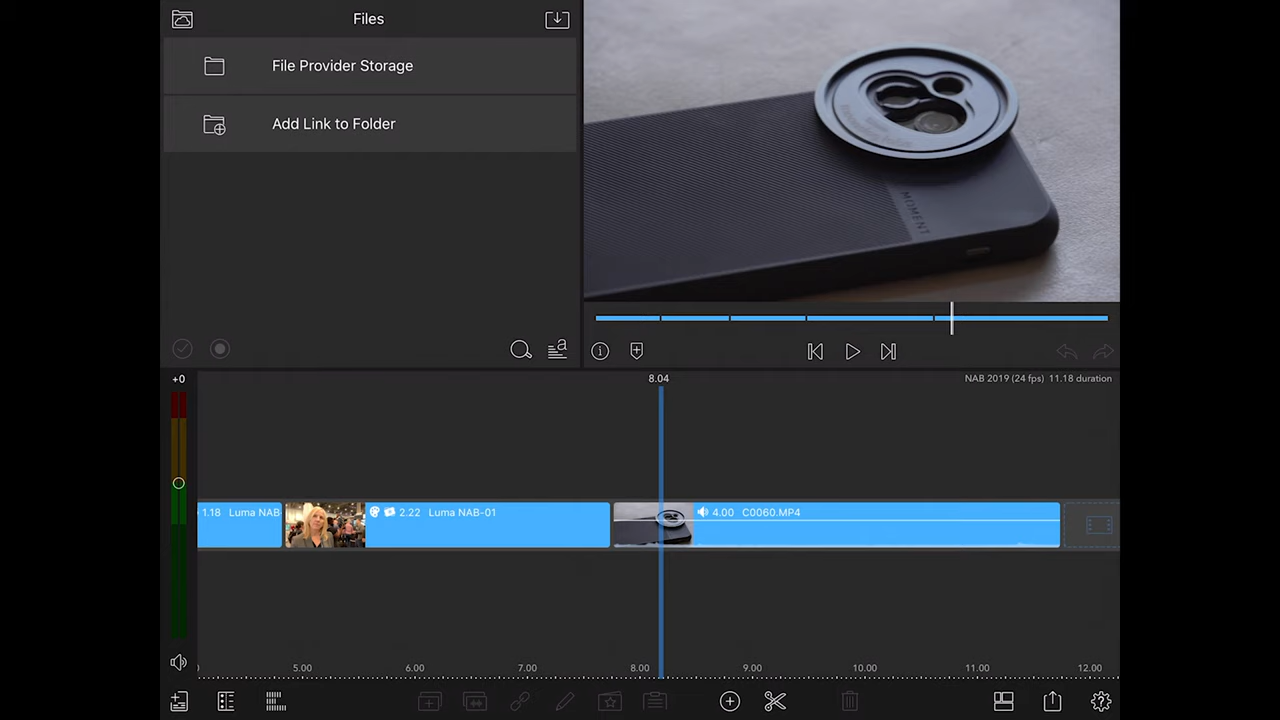 Files
File Provider Storage
Add Link to Folder
MOMENT
+0
8.04
NAB 2019 (24 fps) 11.18 duration
1.18 Luma NAB
2.22 Luma NAB-01
4.00 C0060.MP4
5.00 6.00 7.00 8.00 9.00 10.00 11.00 12.00